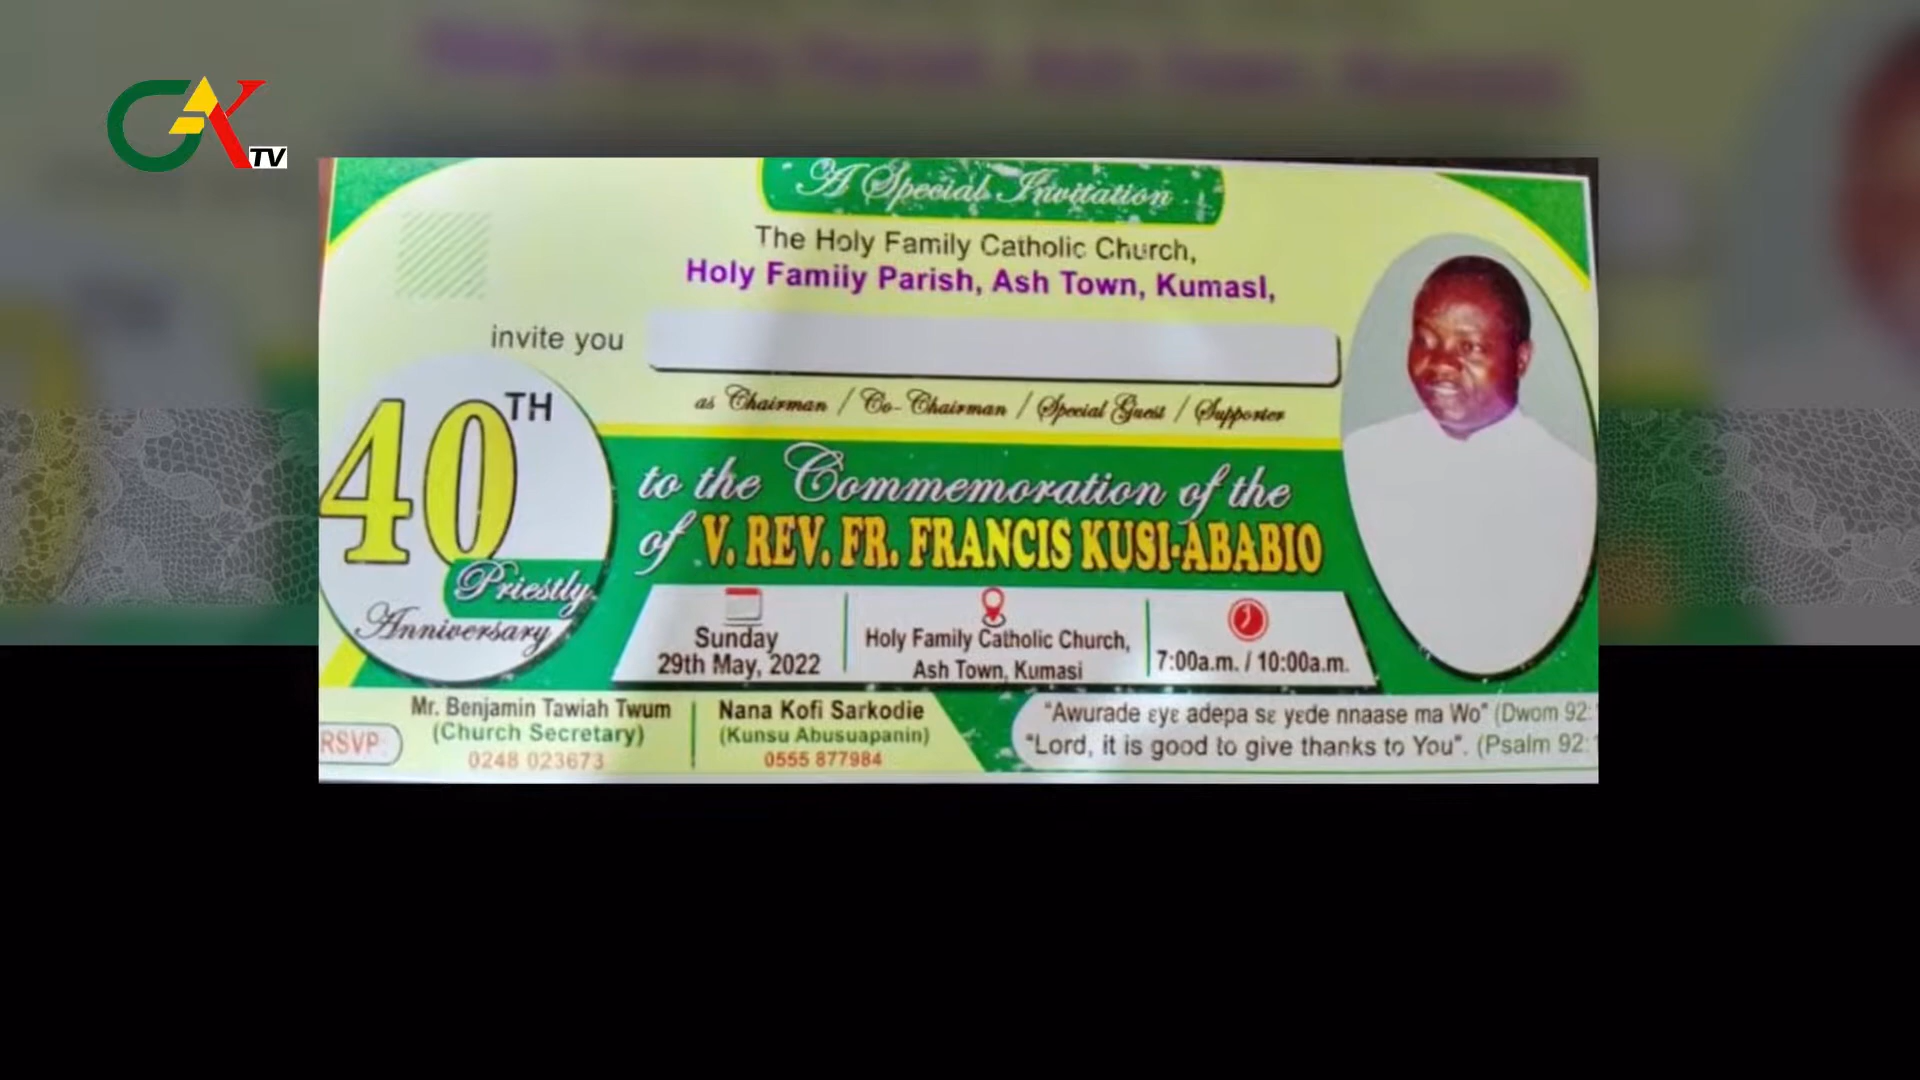 GAK
TV
A Special Invitation
The Holy Family Catholic Church,
Holy Family Parish, Ash Town, KumasI,
invite you
as Chairman / Co-Chairman / Special Guest / Supporter
40TH
Priestly
Anniversary
to the Commemoration of the
of V. REV. FR. FRANCIS KUSI-ABABIO
Sunday
29th May, 2022
Holy Family Catholic Church,
Ash Town, Kumasi
7:00a.m. / 10:00a.m.
RSVP
Mr. Benjamin Tawiah Twum
(Church Secretary)
0248 023673
Nana Kofi Sarkodie
(Kunsu Abusuapanin)
0555 877984
"Awurade ɛyɛ adepa sɛ yɛde nnaase ma Wo" (Dwom 92:
"Lord, it is good to give thanks to You". (Psalm 92: